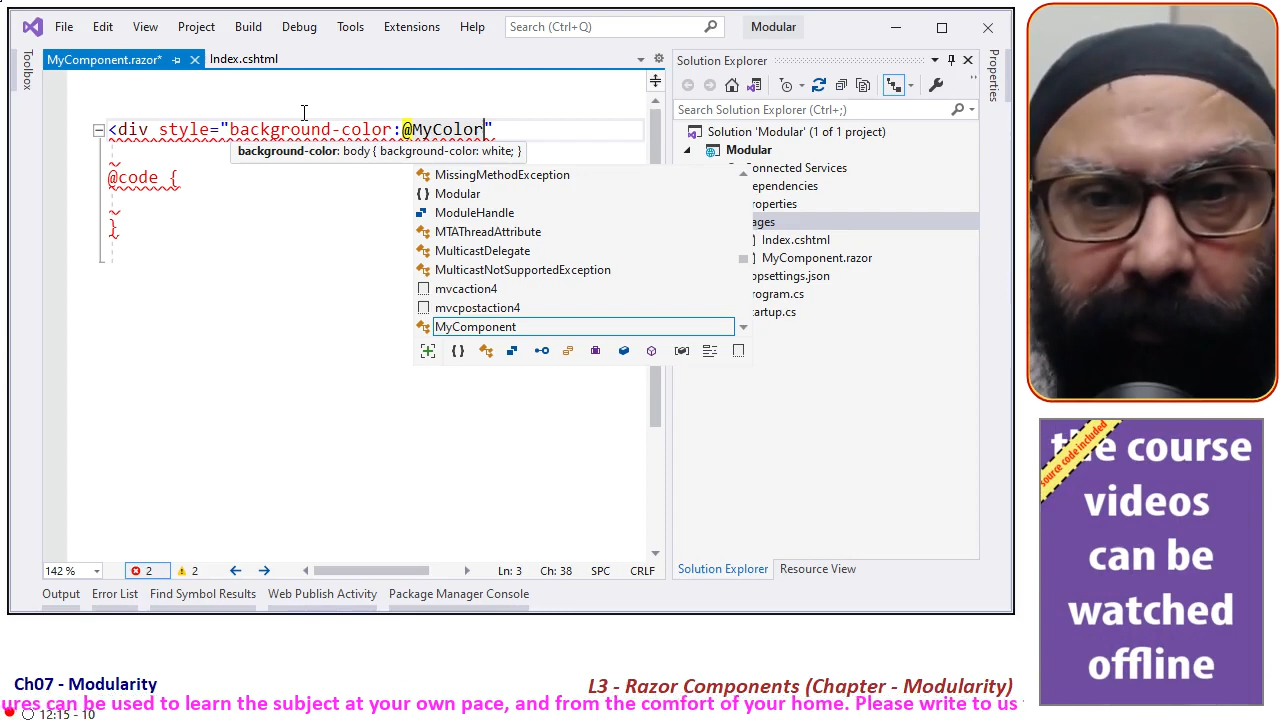 File Edit View Project Build Debug Tools Extensions Help Search (Ctrl+Q) Modular
Toolbox
MyComponent.razor* Index.cshtml
<div style="background-color:@MyColor"
background-color: body { background-color: white; }
@code {
}
MissingMethodException
Modular
ModuleHandle
MTAThreadAttribute
MulticastDelegate
MulticastNotSupportedException
mvcaction4
mvcpostaction4
MyComponent
142 % 2 2 Ln: 3 Ch: 38 SPC CRLF
Output Error List Find Symbol Results Web Publish Activity Package Manager Console
Solution Explorer
Search Solution Explorer (Ctrl+;)
Solution 'Modular' (1 of 1 project)
Modular
onnected Services
ependencies
roperties
ages
Index.cshtml
MyComponent.razor
ppsettings.json
rogram.cs
tartup.cs
Solution Explorer Resource View
Properties
source code included
the course
videos
can be
watched
offline
Ch07 - Modularity
L3 - Razor Components (Chapter - Modularity)
ures can be used to learn the subject at your own pace, and from the comfort of your home. Please write to us
12:15 - 10